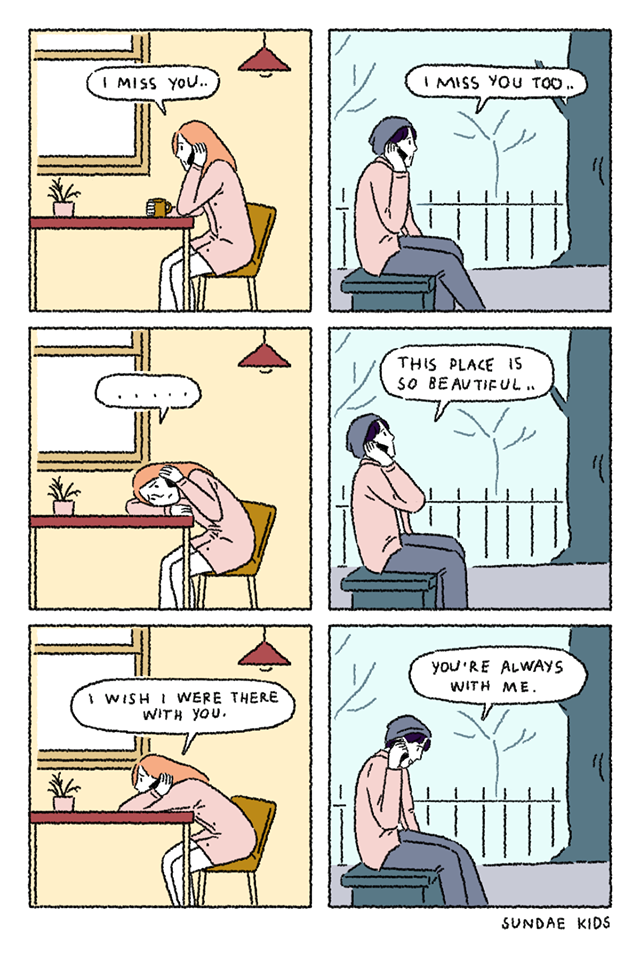 I MISS YOU..
I MISS YOU TOO..
.....
THIS PLACE IS
SO BEAUTIFUL..
I WISH I WERE THERE
WITH YOU.
YOU'RE ALWAYS
WITH ME.
SUNDAE KIDS